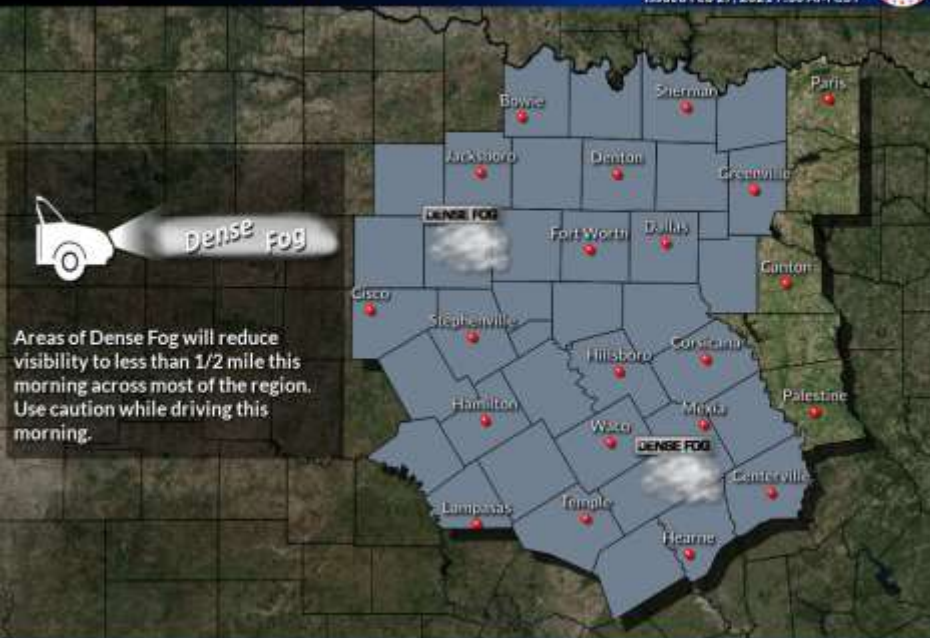 Bowie
Sherman
Paris
Jacksboro
Denton
Greenville
DENSE FOG
Fort Worth
Dallas
Canton
Dense Fog
Cisco
Stephenville
Areas of Dense Fog will reduce
visibility to less than 1/2 mile this
morning across most of the region.
Use caution while driving this
morning.
Hillsboro
Corsicana
Hamilton
Mexia
Palestine
Waco
DENSE FOG
Centerville
Lampasas
Temple
Hearne